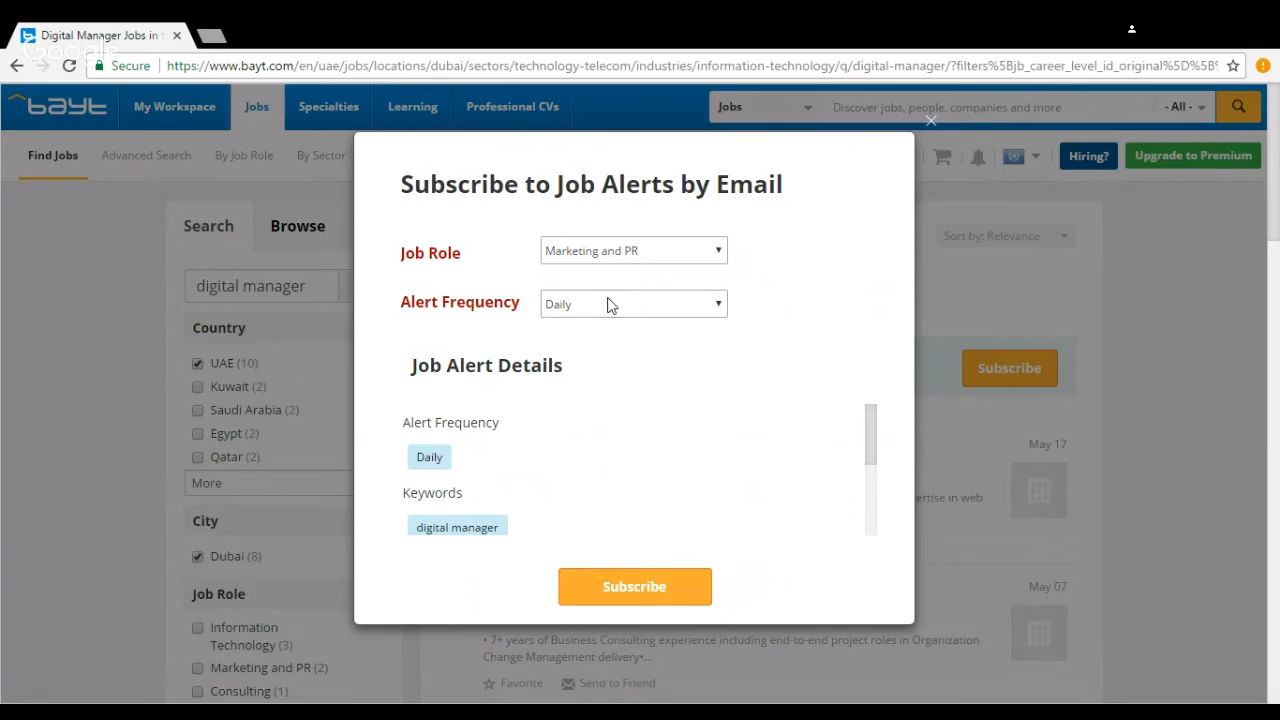 Digital Manager Jobs in
Google
Secure
https://www.bayt.com/en/uae/jobs/locations/dubai/sectors/technology-telecom/industries/information-technology/q/digital-manager/?filters%5Bjb_career_level_id_original%5D%5B%
bayt
My Workspace
Jobs
Specialties
Learning
Professional CVs
Jobs
Discover jobs, people, companies and more
- All -
Find Jobs
Advanced Search
By Job Role
By Sector
Hiring?
Upgrade to Premium
Search
Browse
Sort by: Relevance
digital manager
Country
UAE (10)
Kuwait (2)
Saudi Arabia (2)
Egypt (2)
Qatar (2)
More
City
Dubai (8)
Job Role
Information
Technology (3)
Marketing and PR (2)
Consulting (1)
Subscribe to Job Alerts by Email
Job Role
Marketing and PR
Alert Frequency
Daily
Job Alert Details
Alert Frequency
Daily
Keywords
digital manager
Subscribe
Subscribe
May 17
ertise in web
May 07
• 7+ years of Business Consulting experience including end-to-end project roles in Organization
Change Management delivery•...
Favorite
Send to Friend